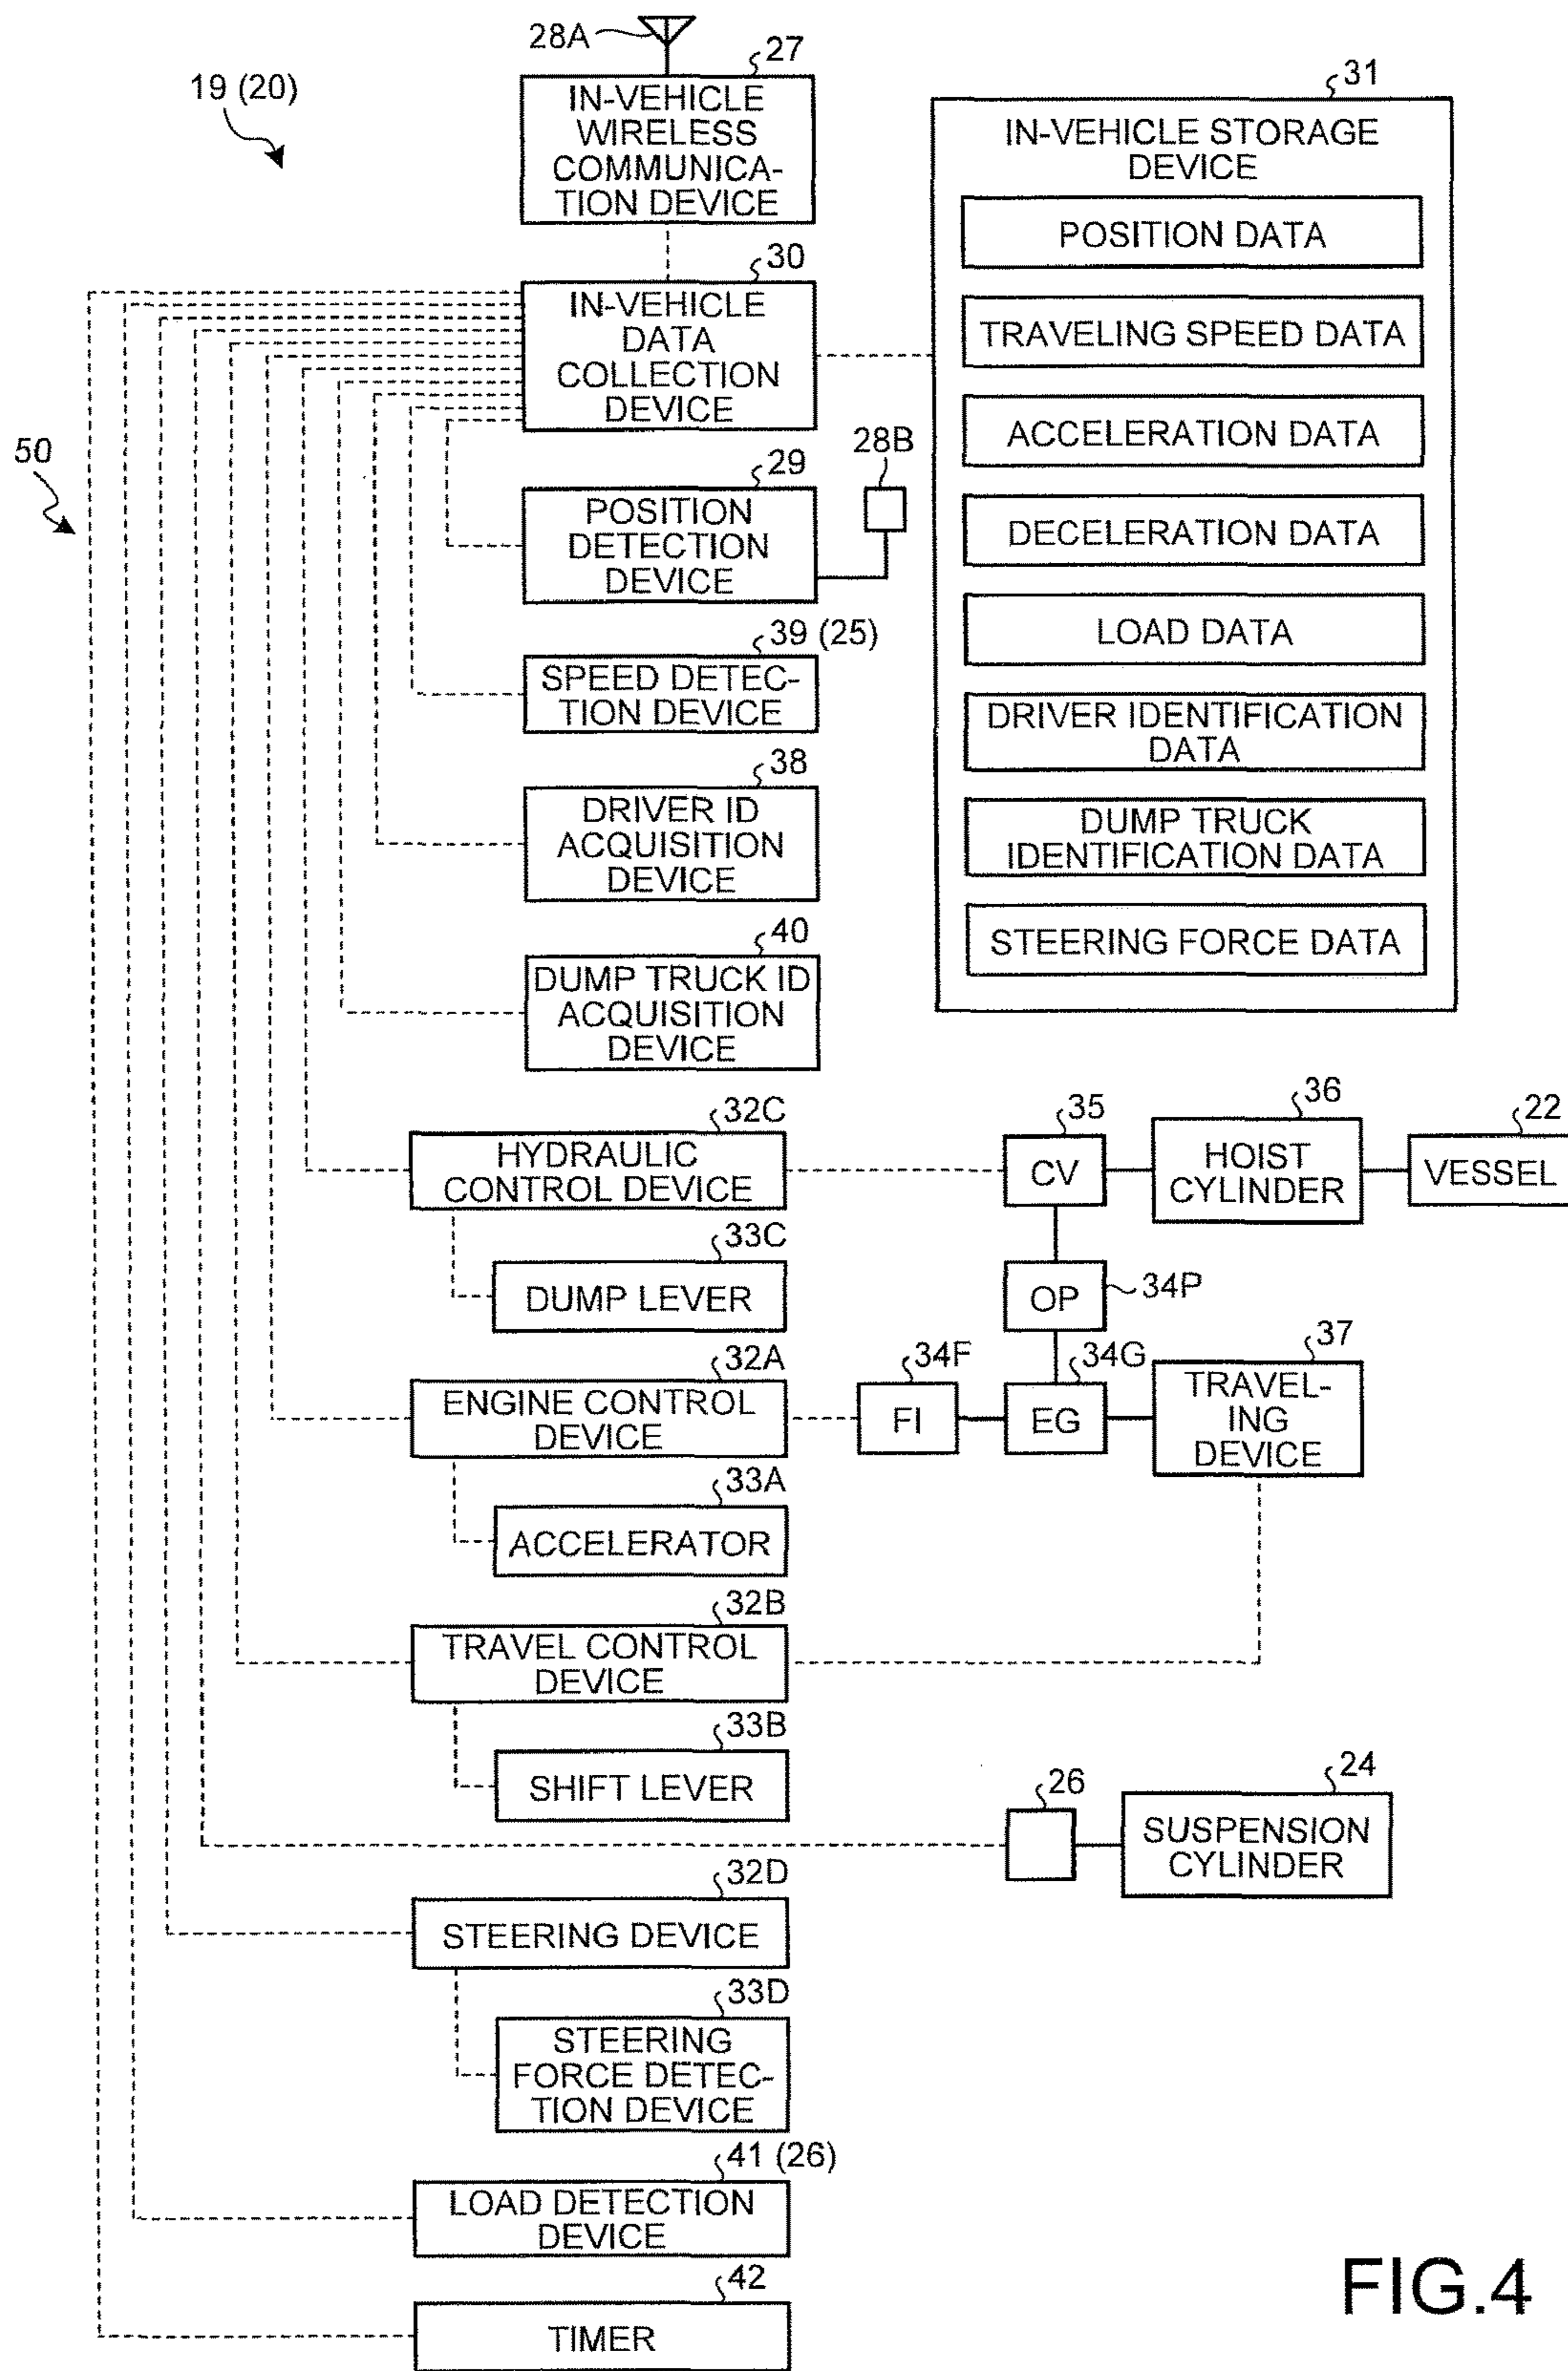 28A
27
19 (20)
IN-VEHICLE
WIRELESS
COMMUNICA-
TION DEVICE
31
IN-VEHICLE STORAGE
DEVICE
POSITION DATA
TRAVELING SPEED DATA
ACCELERATION DATA
DECELERATION DATA
LOAD DATA
DRIVER IDENTIFICATION
DATA
DUMP TRUCK
IDENTIFICATION DATA
STEERING FORCE DATA
30
IN-VEHICLE
DATA
COLLECTION
DEVICE
50
28B
29
POSITION
DETECTION
DEVICE
39 (25)
SPEED DETEC-
TION DEVICE
38
DRIVER ID
ACQUISITION
DEVICE
40
DUMP TRUCK ID
ACQUISITION
DEVICE
32C
HYDRAULIC
CONTROL DEVICE
35
CV
36
HOIST
CYLINDER
22
VESSEL
33C
DUMP LEVER
OP
34P
32A
ENGINE CONTROL
DEVICE
34F
FI
34G
EG
37
TRAVEL-
ING
DEVICE
33A
ACCELERATOR
32B
TRAVEL CONTROL
DEVICE
33B
SHIFT LEVER
26
24
SUSPENSION
CYLINDER
32D
STEERING DEVICE
33D
STEERING
FORCE DETEC-
TION DEVICE
41 (26)
LOAD DETECTION
DEVICE
42
TIMER
FIG.4